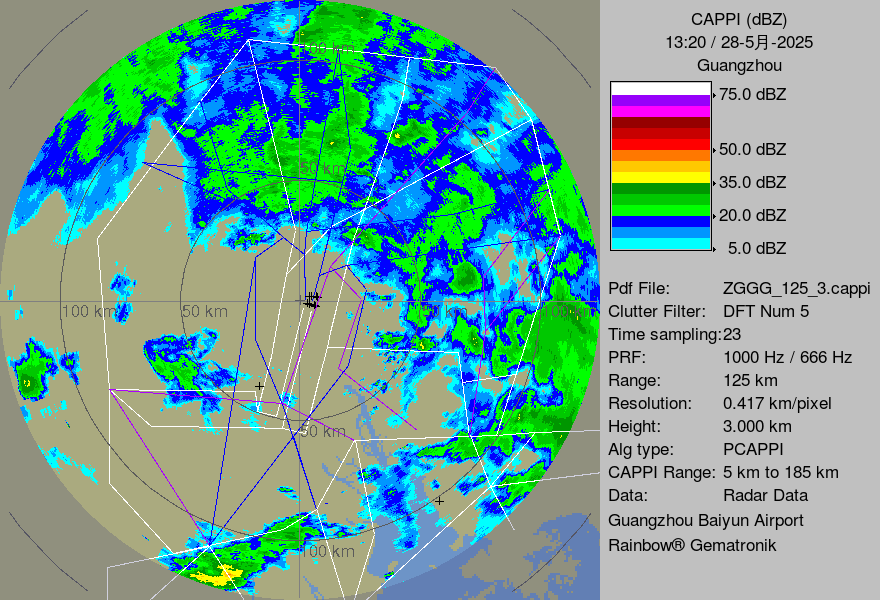 CAPPI (dBZ)
13:20 / 28-5月-2025
Guangzhou
75.0 dBZ
50.0 dBZ
35.0 dBZ
20.0 dBZ
5.0 dBZ
Pdf File: ZGGG_125_3.cappi
Clutter Filter: DFT Num 5
Time sampling:23
PRF: 1000 Hz / 666 Hz
Range: 125 km
Resolution: 0.417 km/pixel
Height: 3.000 km
Alg type: PCAPPI
CAPPI Range: 5 km to 185 km
Data: Radar Data
Guangzhou Baiyun Airport
Rainbow® Gematronik
100 km
50 km
100 km
50 km
50 km
100 km
50 km
100 km